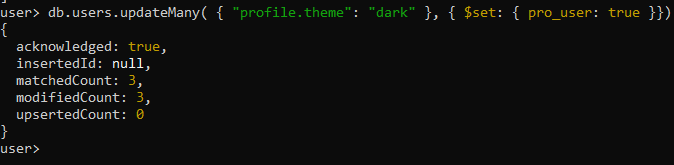 user> db.users.updateMany( { "profile.theme": "dark" }, { $set: { pro_user: true }})
{
  acknowledged: true,
  insertedId: null,
  matchedCount: 3,
  modifiedCount: 3,
  upsertedCount: 0
}
user>